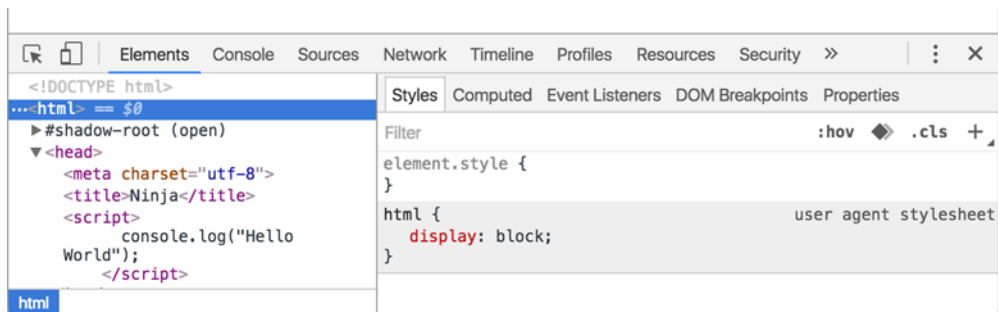 Elements Console Sources Network Timeline Profiles Resources Security »
<!DOCTYPE html>
···<html> == $0
▶#shadow-root (open)
▼<head>
<meta charset="utf-8">
<title>Ninja</title>
<script>
console.log("Hello
World");
</script>
html
Styles Computed Event Listeners DOM Breakpoints Properties
Filter :hov .cls +
element.style {
}
html { user agent stylesheet
display: block;
}